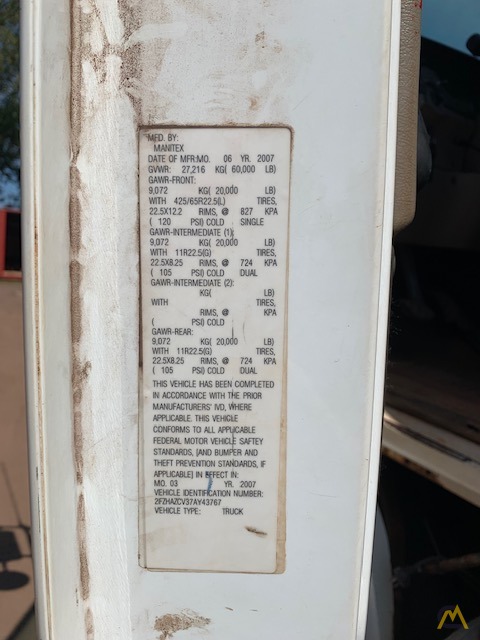 MFD. BY:
MANITEX
DATE OF MFR:MO. 06 YR. 2007
GVWR: 27,216 KG( 60,000 LB)
GAWR-FRONT:
9,072 KG( 20,000 LB)
WITH 425/65R22.5(L) TIRES,
22.5X12.2 RIMS, @ 827 KPA
( 120 PSI) COLD SINGLE
GAWR-INTERMEDIATE (1):
9,072 KG( 20,000 LB)
WITH 11R22.5(G) TIRES,
22.5X8.25 RIMS, @ 724 KPA
( 105 PSI) COLD DUAL
GAWR-INTERMEDIATE (2):
KG( LB)
WITH TIRES,
RIMS, @ KPA
( PSI) COLD
GAWR-REAR:
9,072 KG( 20,000 LB)
WITH 11R22.5(G) TIRES,
22.5X8.25 RIMS, @ 724 KPA
( 105 PSI) COLD DUAL
THIS VEHICLE HAS BEEN COMPLETED
IN ACCORDANCE WITH THE PRIOR
MANUFACTURERS' IVD, WHERE
APPLICABLE. THIS VEHICLE
CONFORMS TO ALL APPLICABLE
FEDERAL MOTOR VEHICLE SAFTEY
STANDARDS, (AND BUMPER AND
THEFT PREVENTION STANDARDS, IF
APPLICABLE) IN EFFECT IN:
MO. 03 YR. 2007
VEHICLE IDENTIFICATION NUMBER:
2FZHAZCV37AY43767
VEHICLE TYPE: TRUCK